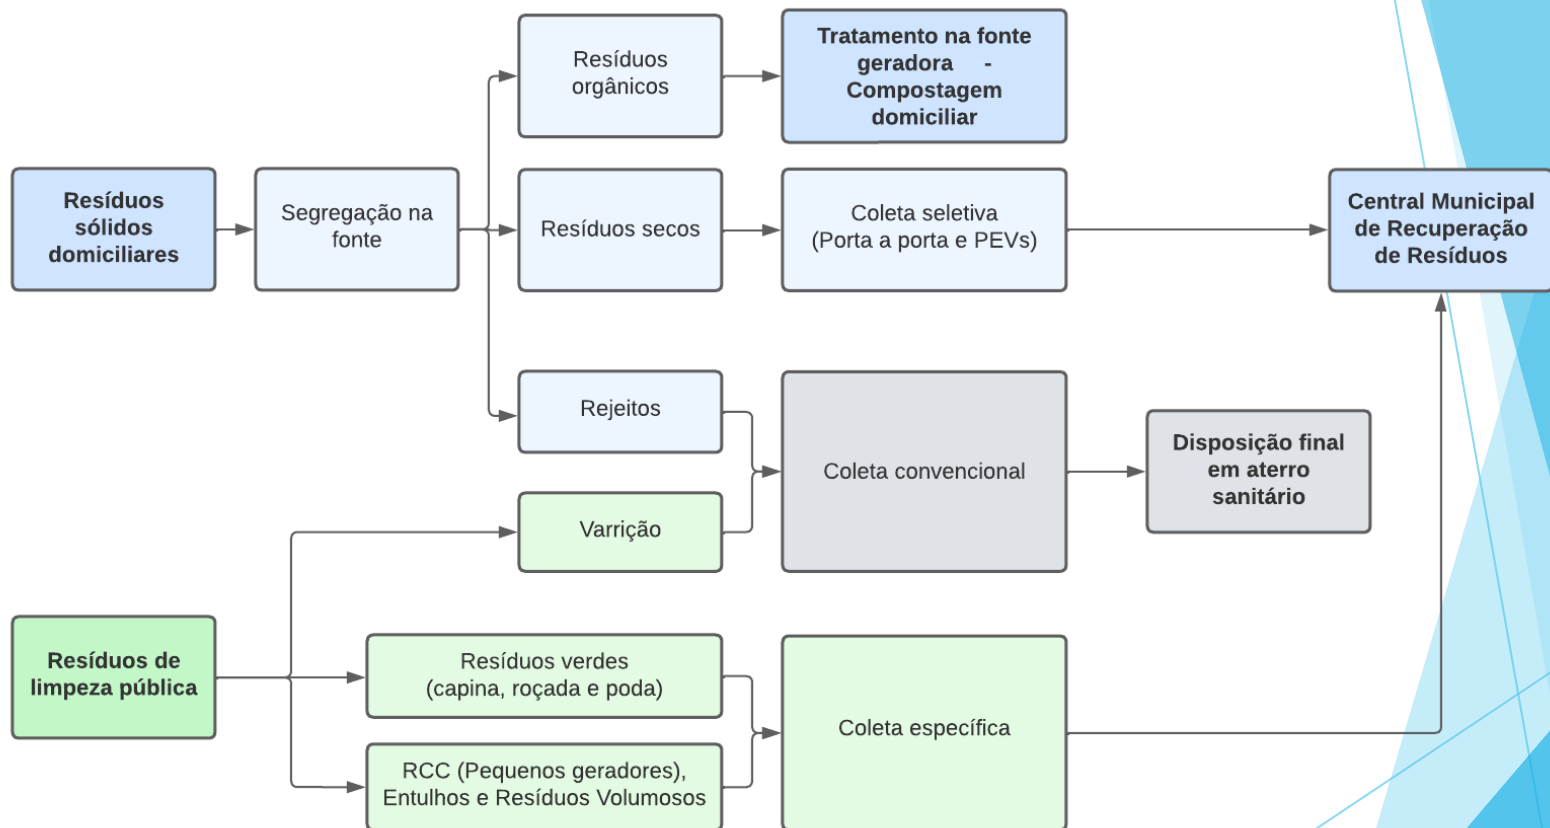 Resíduos
orgânicos
Tratamento na fonte
geradora -
Compostagem
domiciliar
Resíduos
sólidos
domiciliares
Segregação na
fonte
Resíduos secos
Coleta seletiva
(Porta a porta e PEVs)
Central Municipal
de Recuperação
de Resíduos
Rejeitos
Coleta convencional
Disposição final
em aterro
sanitário
Varrição
Resíduos de
limpeza pública
Resíduos verdes
(capina, roçada e poda)
Coleta específica
RCC (Pequenos geradores),
Entulhos e Resíduos Volumosos